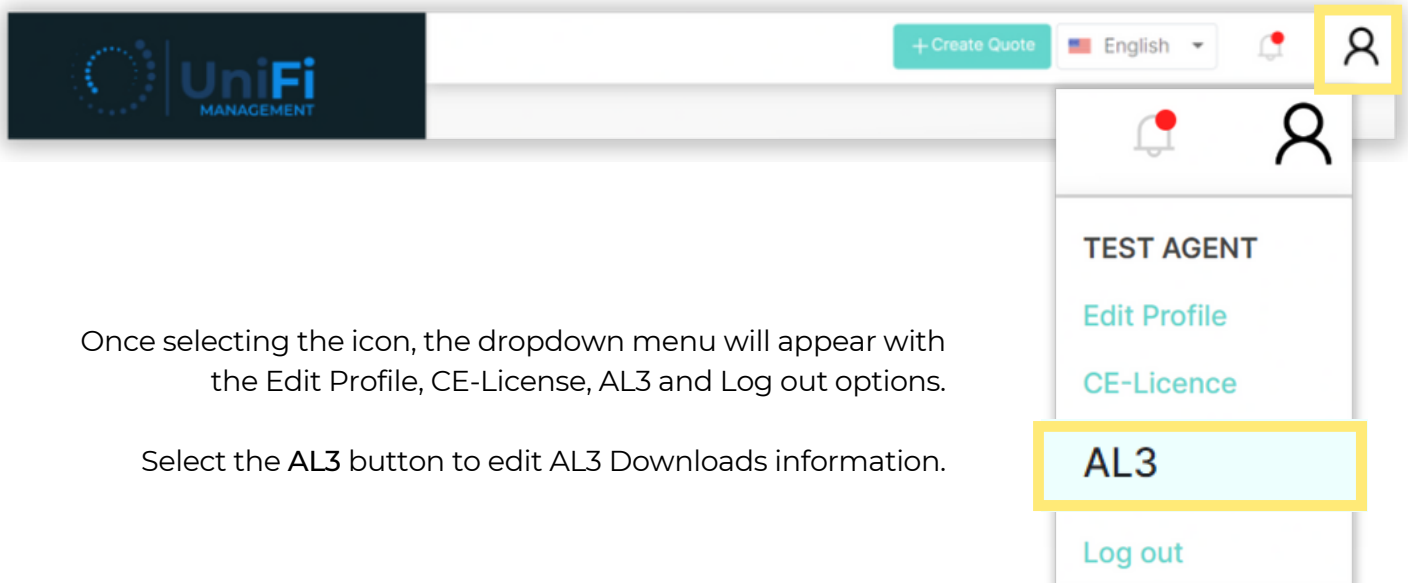 UniFi
MANAGEMENT
+ Create Quote
English
Once selecting the icon, the dropdown menu will appear with
the Edit Profile, CE-License, AL3 and Log out options.
Select the AL3 button to edit AL3 Downloads information.
TEST AGENT
Edit Profile
CE-Licence
AL3
Log out